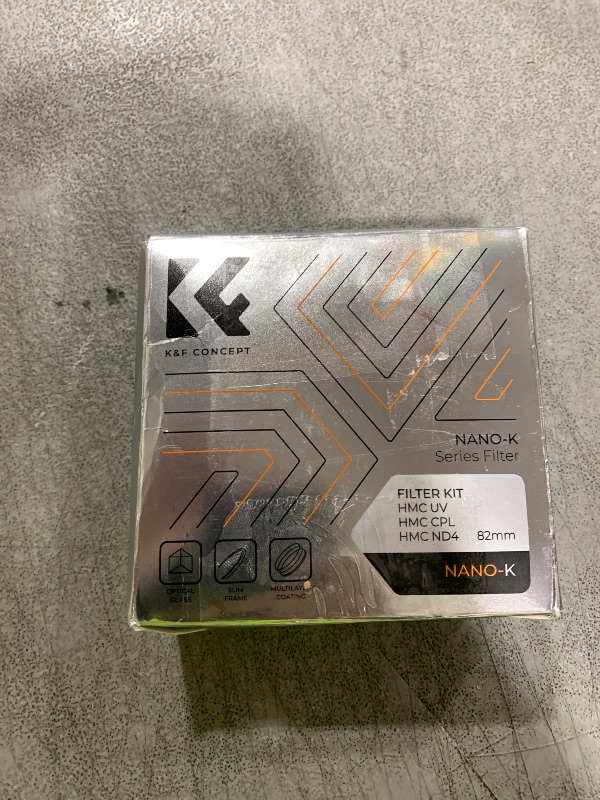 K&F CONCEPT
NANO-K
Series Filter
FILTER KIT
HMC UV
HMC CPL
HMC ND4 82mm
NANO-K
OPTICAL
GLASS
SLIM
FRAME
MULTILAYER
COATING